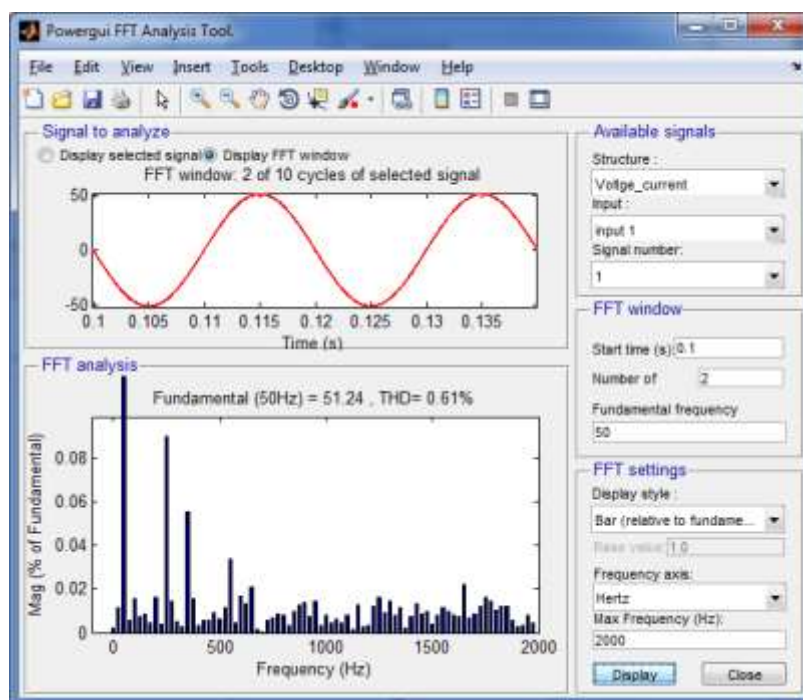 Powergui FFT Analysis Tool.
File Edit View Insert Tools Desktop Window Help
Signal to analyze
Display selected signal Display FFT window
FFT window: 2 of 10 cycles of selected signal
50
0
-50
0.1 0.105 0.11 0.115 0.12 0.125 0.13 0.135
Time (s)
FFT analysis
Fundamental (50Hz) = 51.24 , THD= 0.61%
Mag (% of Fundamental)
0.08
0.06
0.04
0.02
0
0 500 1000 1500 2000
Frequency (Hz)
Available signals
Structure :
Voltge_current
Input :
input 1
Signal number:
1
FFT window
Start time (s): 0.1
Number of 2
Fundamental frequency
50
FFT settings
Display style :
Bar (relative to fundame...
Base value: 1.0
Frequency axis:
Hertz
Max Frequency (Hz):
2000
Display Close